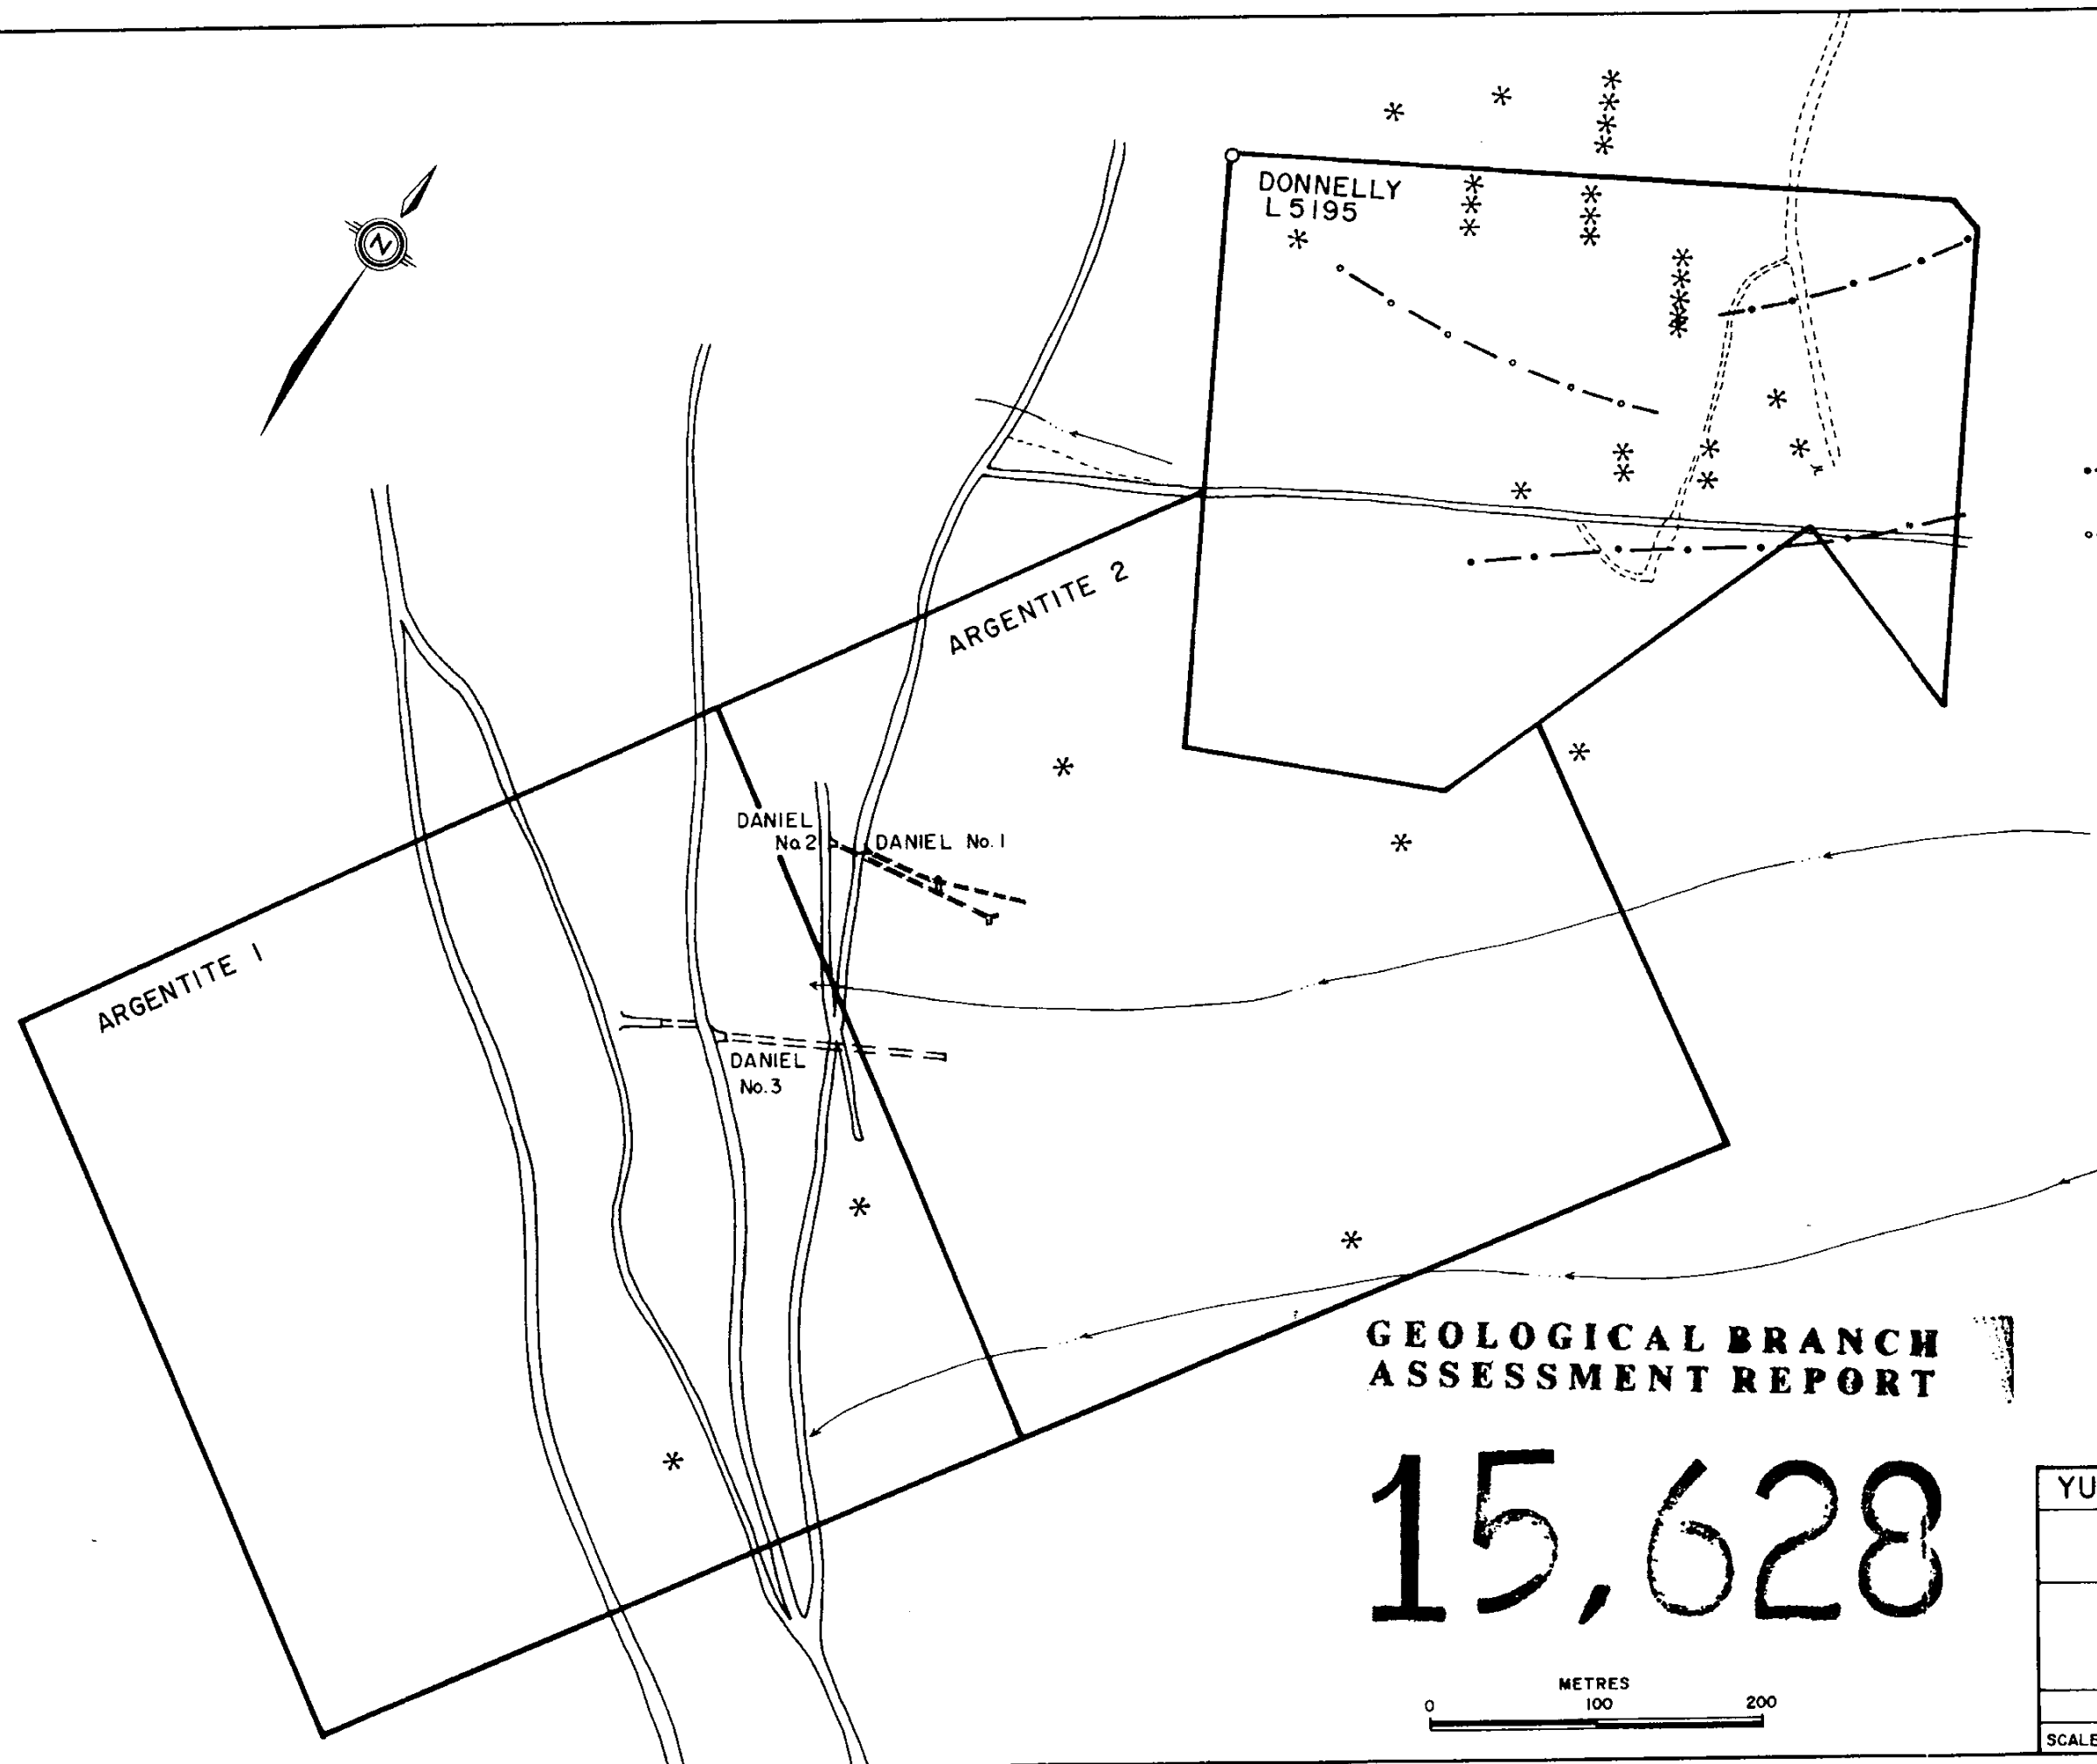 N
DONNELLY
L 5195
ARGENTITE 2
DANIEL
No.2
DANIEL No. 1
ARGENTITE 1
DANIEL
No. 3
GEOLOGICAL BRANCH
ASSESSMENT REPORT
15,628
YU
METRES
0 100 200
SCALE